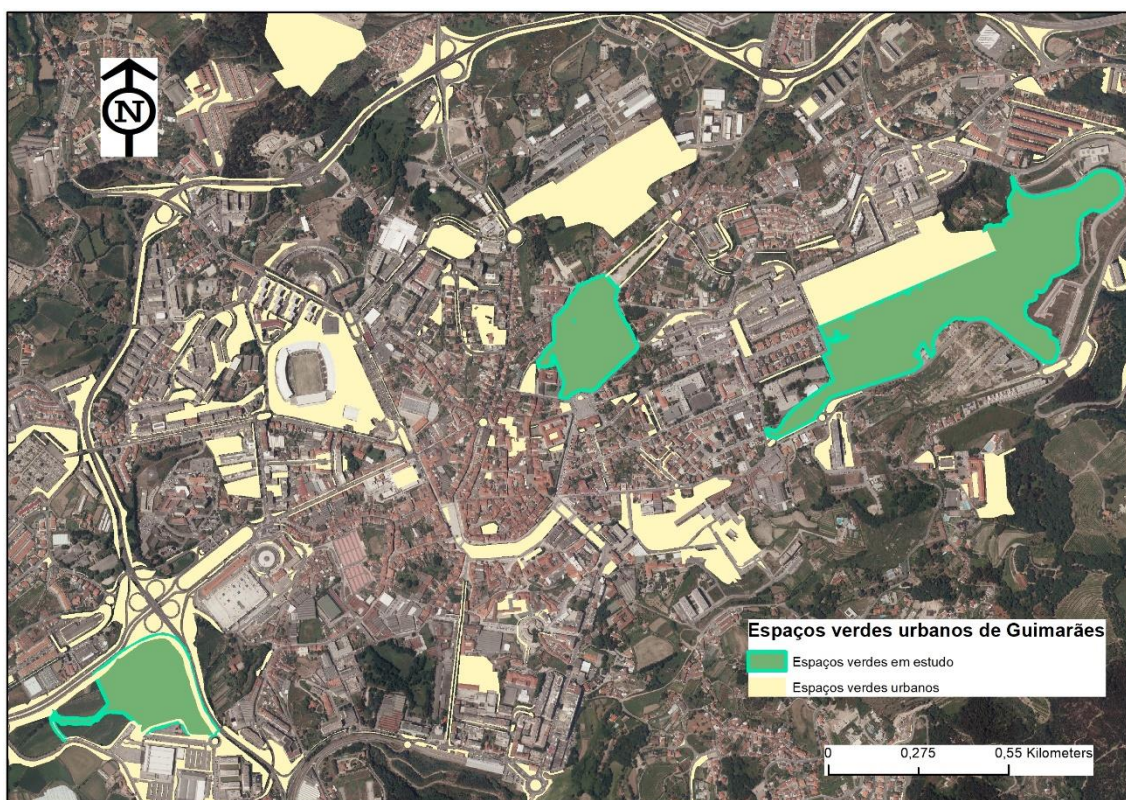 N
Espaços verdes urbanos de Guimarães
Espaços verdes em estudo
Espaços verdes urbanos
0 0,275 0,55 Kilometers